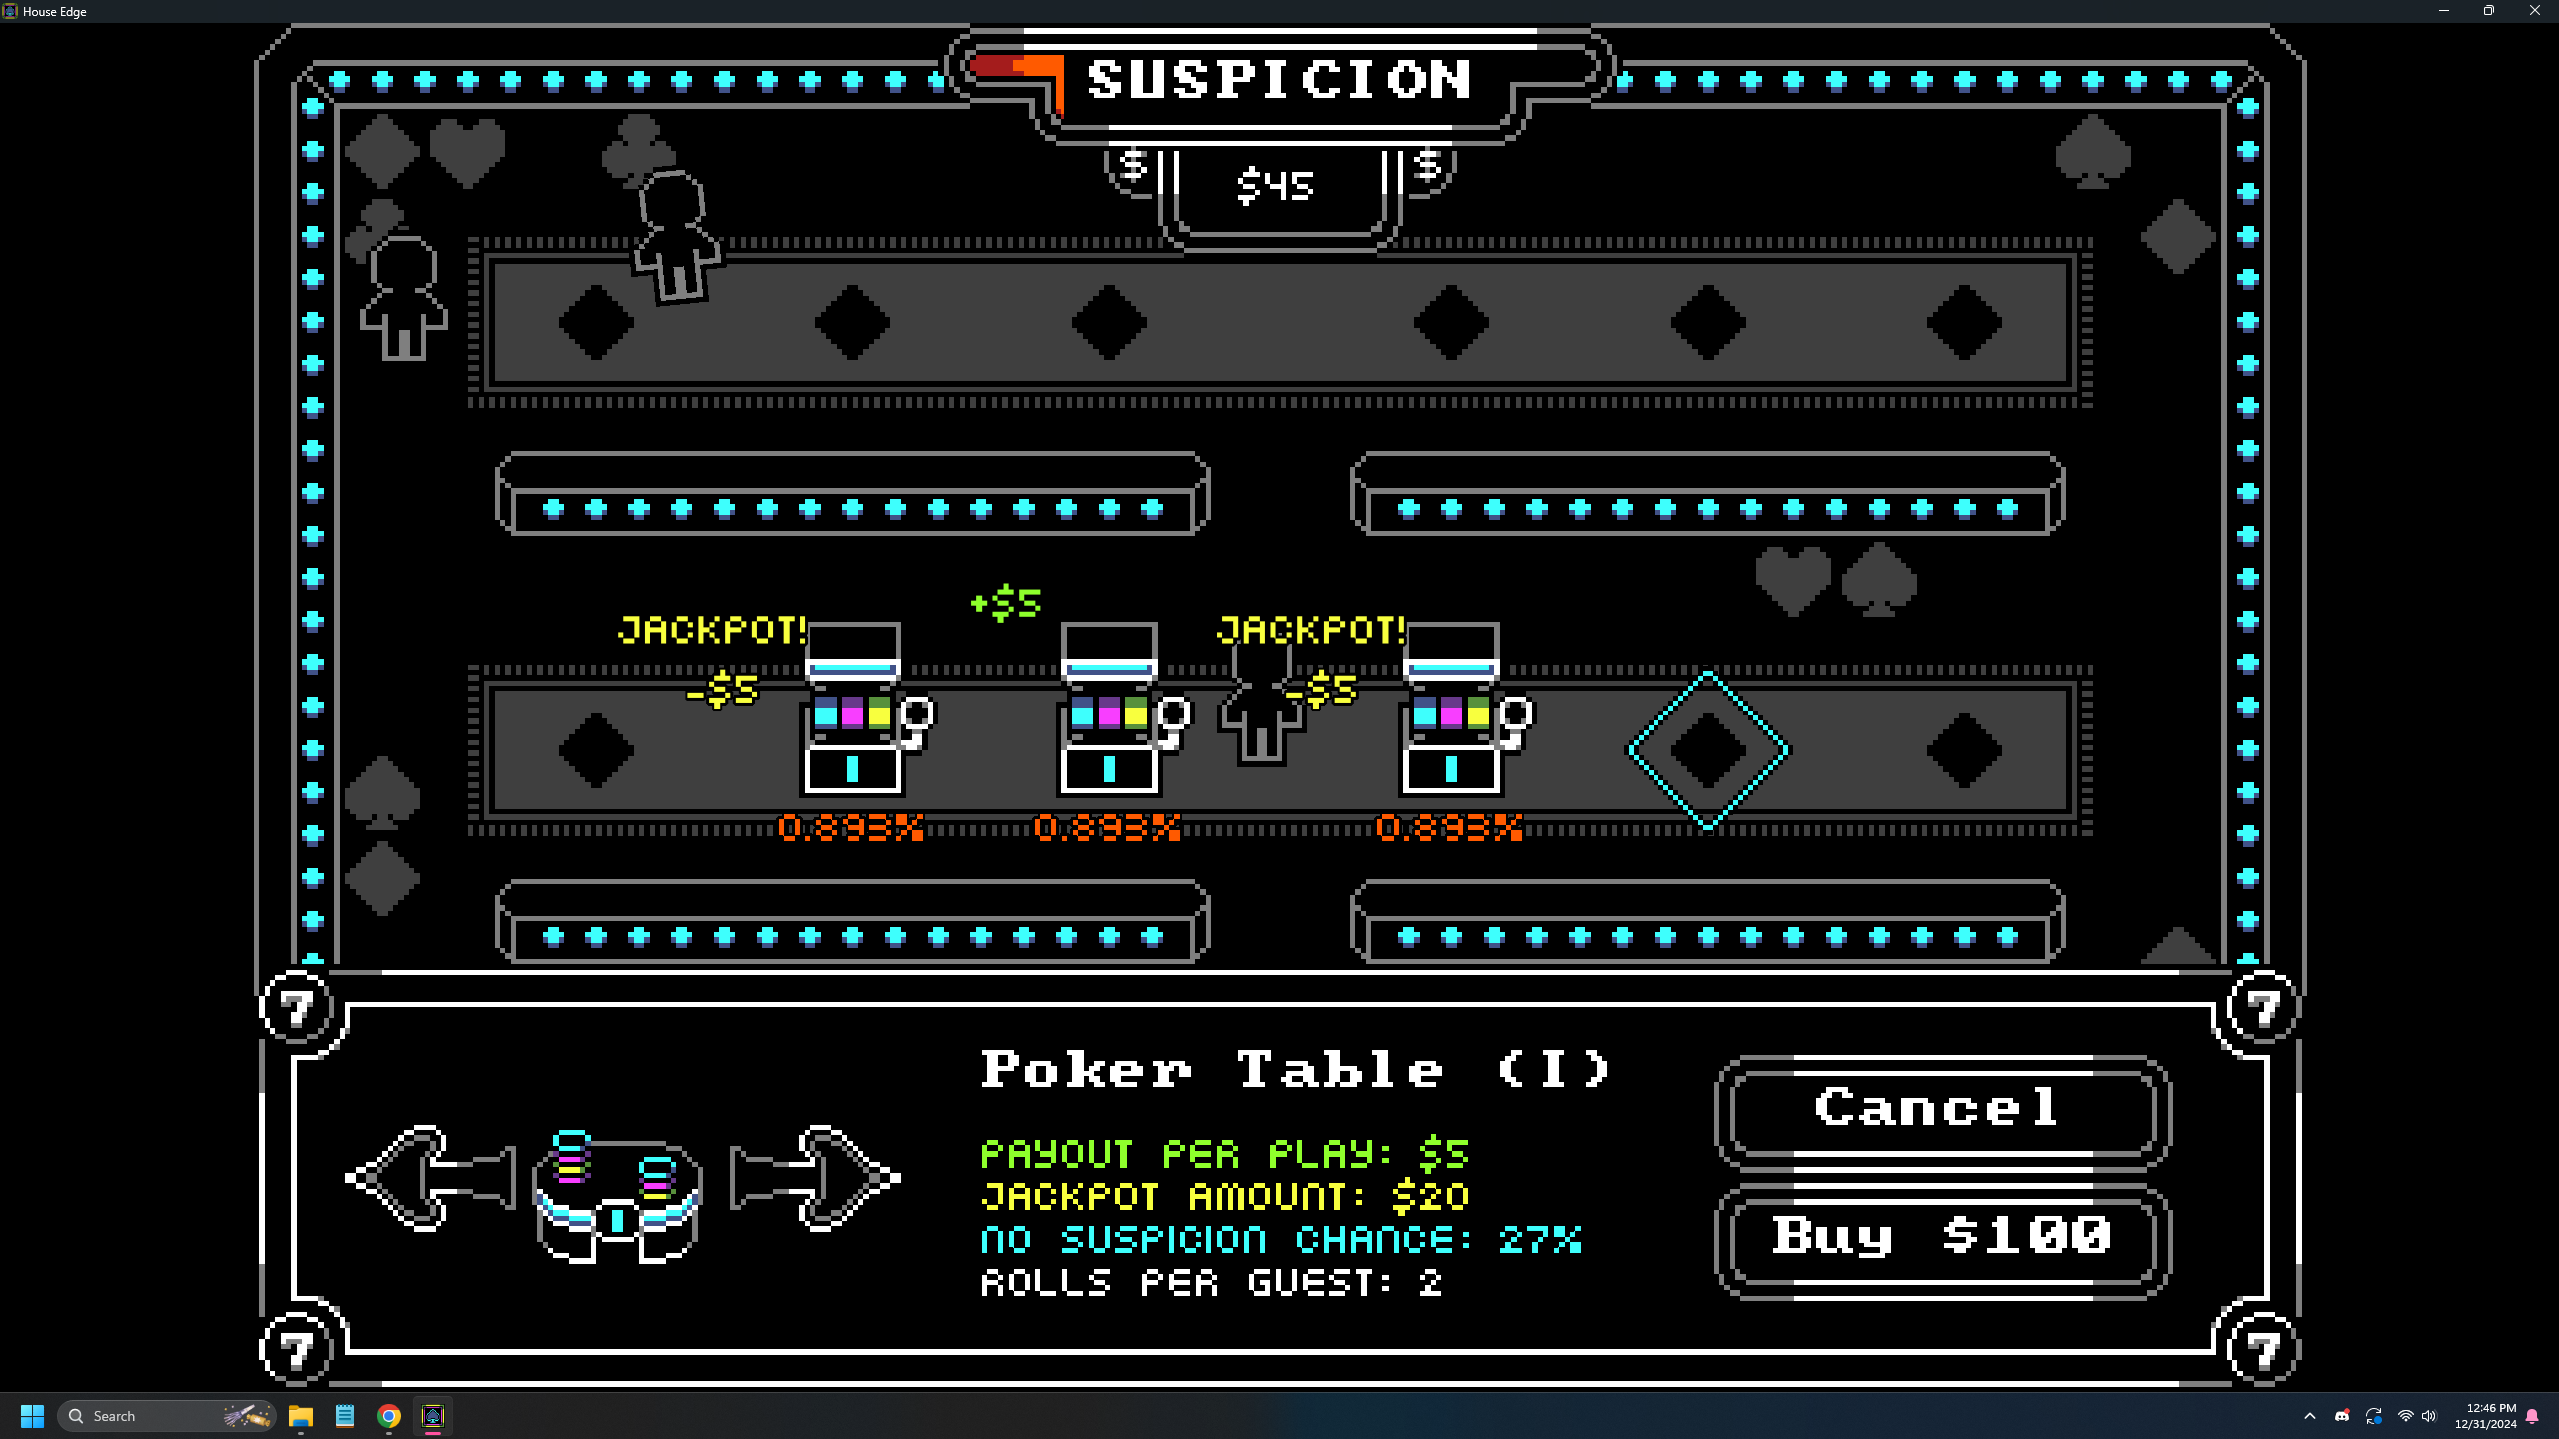 House Edge
SUSPICION
$ $45 $
+$5
JACKPOT! JACKPOT!
-$5 -$5
0.893% 0.893% 0.893%
7 7
Poker Table (I)
Cancel
PAYOUT PER PLAY: $5
JACKPOT AMOUNT: $20
NO SUSPICION CHANCE: 27%
Buy $100
ROLLS PER GUEST: 2
7 7
Search
12:46 PM
12/31/2024